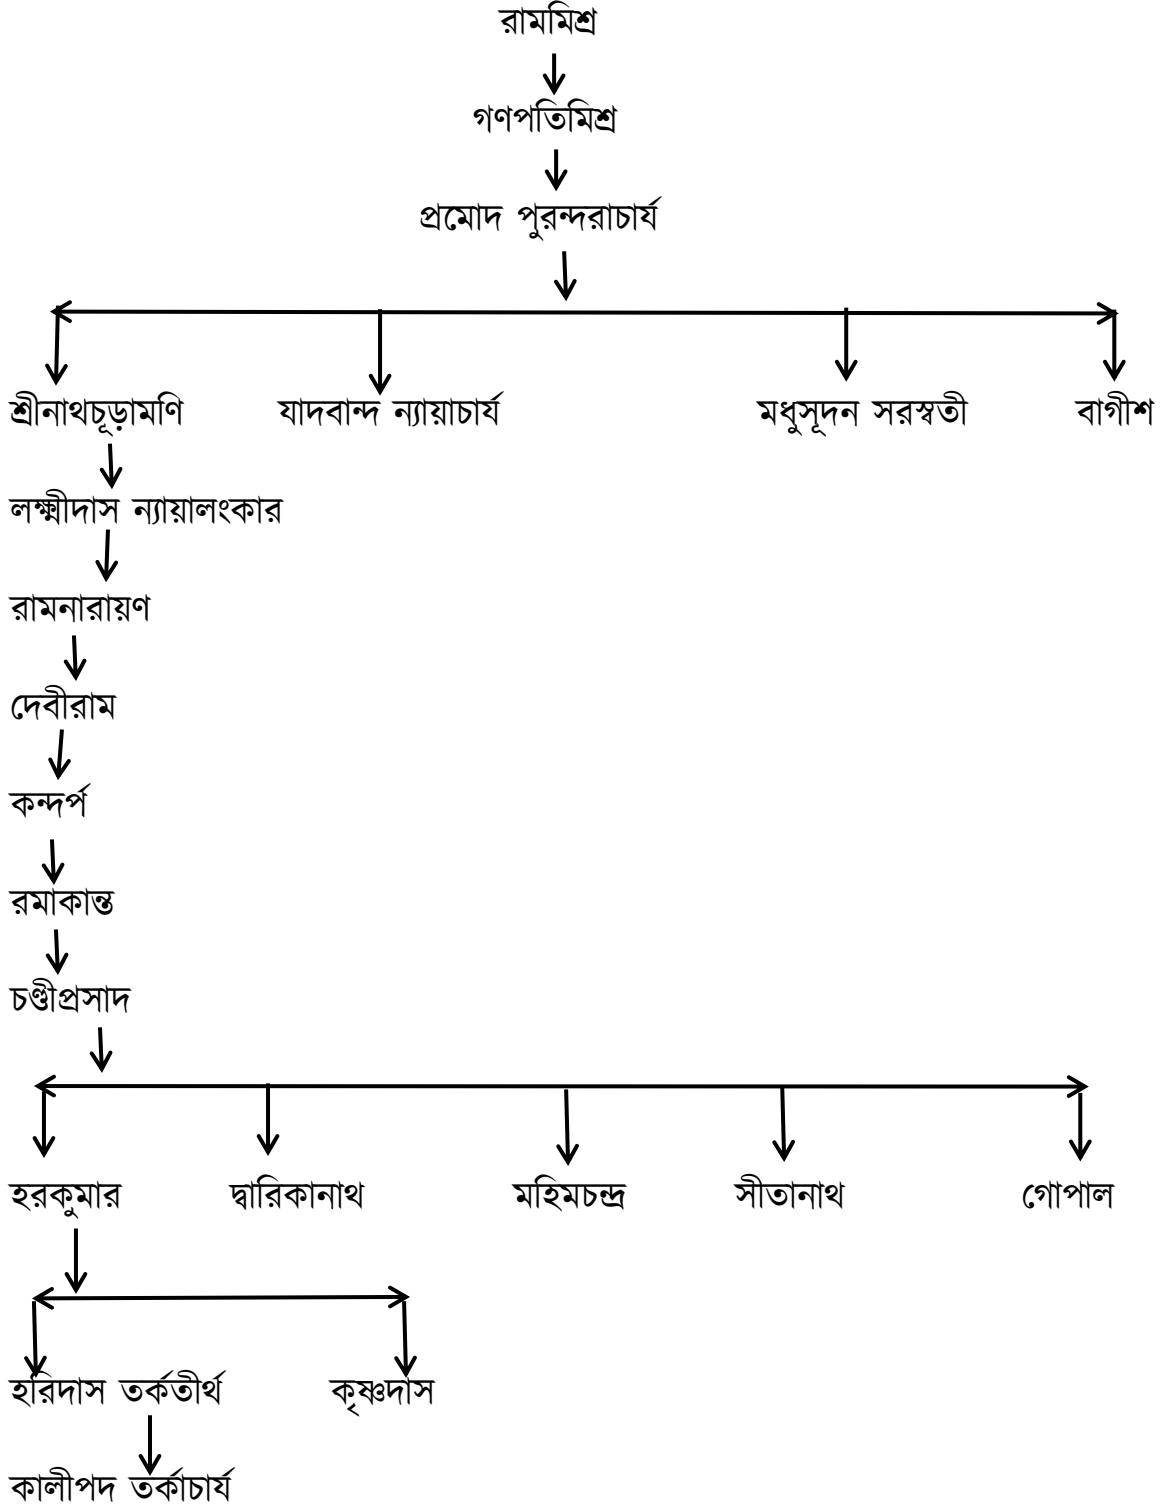 রামমিশ্র
গণপতিমিশ্র
প্রমোদ পুরন্দরাচার্য
শ্রীনাথচূড়ামণি যাদবান্দ ন্যায়াচার্য মধুসূদন সরস্বতী বাগীশ
লক্ষ্মীদাস ন্যায়ালংকার
রামনারায়ণ
দেবীরাম
কন্দর্প
রমাকান্ত
চণ্ডীপ্রসাদ
হরকুমার দ্বারিকানাথ মহিমচন্দ্র সীতানাথ গোপাল
হরিদাস তর্কতীর্থ কৃষ্ণদাস
কালীপদ তর্কাচার্য